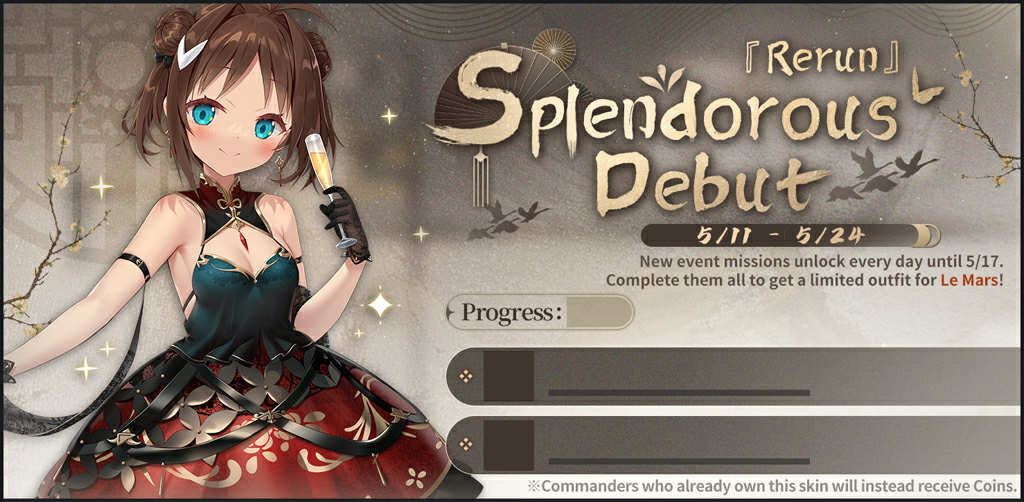 『Rerun』
Splendorous
Debut
5/11 - 5/24
New event missions unlock every day until 5/17.
Complete them all to get a limited outfit for Le Mars!
Progress:
※Commanders who already own this skin will instead receive Coins.